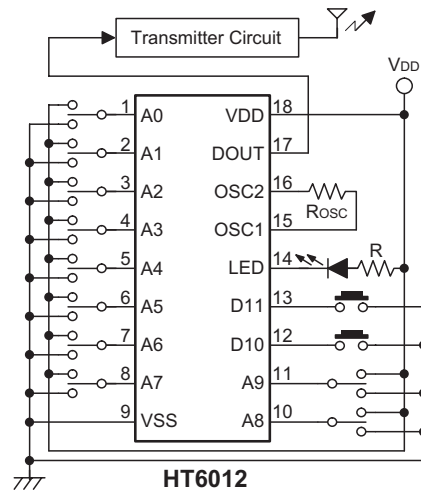 Transmitter Circuit
VDD
1 A0 VDD 18
2 A1 DOUT 17
3 A2 OSC2 16
ROSC
4 A3 OSC1 15
R
5 A4 LED 14
6 A5 D11 13
7 A6 D10 12
8 A7 A9 11
9 VSS A8 10
HT6012